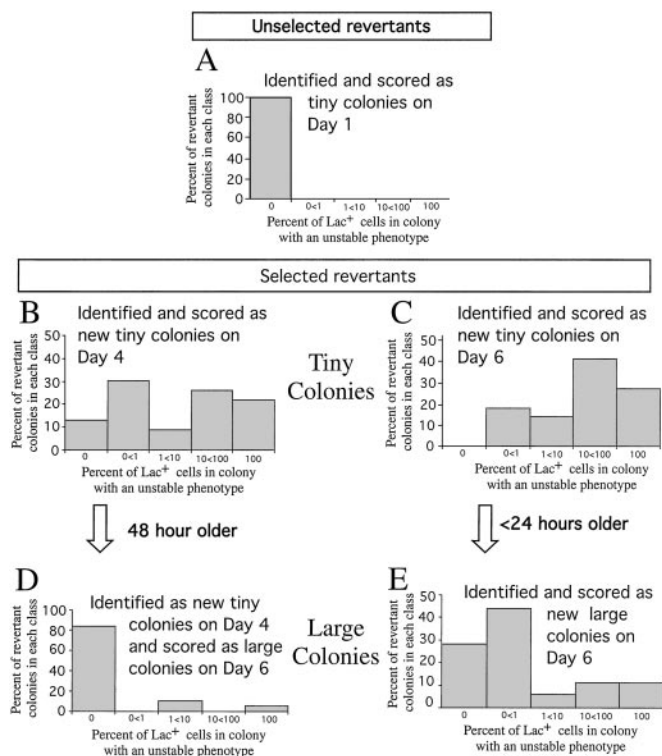 Unselected revertants
A
Identified and scored as
tiny colonies on
Day 1
Percent of revertant
colonies in each class
100
80
60
40
20
0
0 0<1 1<10 10<100 100
Percent of Lac+ cells in colony
with an unstable phenotype
Selected revertants
B
Identified and scored as
new tiny colonies on
Day 4
Percent of revertant
colonies in each class
50
40
30
20
10
0
0 0<1 1<10 10<100 100
Percent of Lac+ cells in colony
with an unstable phenotype
Tiny
Colonies
C
Identified and scored as
new tiny colonies on
Day 6
Percent of revertant
colonies in each class
50
40
30
20
10
0
0 0<1 1<10 10<100 100
Percent of Lac+ cells in colony
with an unstable phenotype
48 hour older
<24 hours older
D
Identified as new tiny
colonies on Day 4
and scored as large
colonies on Day 6
Percent of revertant
colonies in each class
100
80
60
40
20
0
0 0<1 1<10 10<100 100
Percent of Lac+ cells in colony
with an unstable phenotype
Large
Colonies
E
Identified and scored as
new large
colonies on
Day 6
Percent of revertant
colonies in each class
50
40
30
20
10
0
0 0<1 1<10 10<100 100
Percent of Lac+ cells in colony
with an unstable phenotype